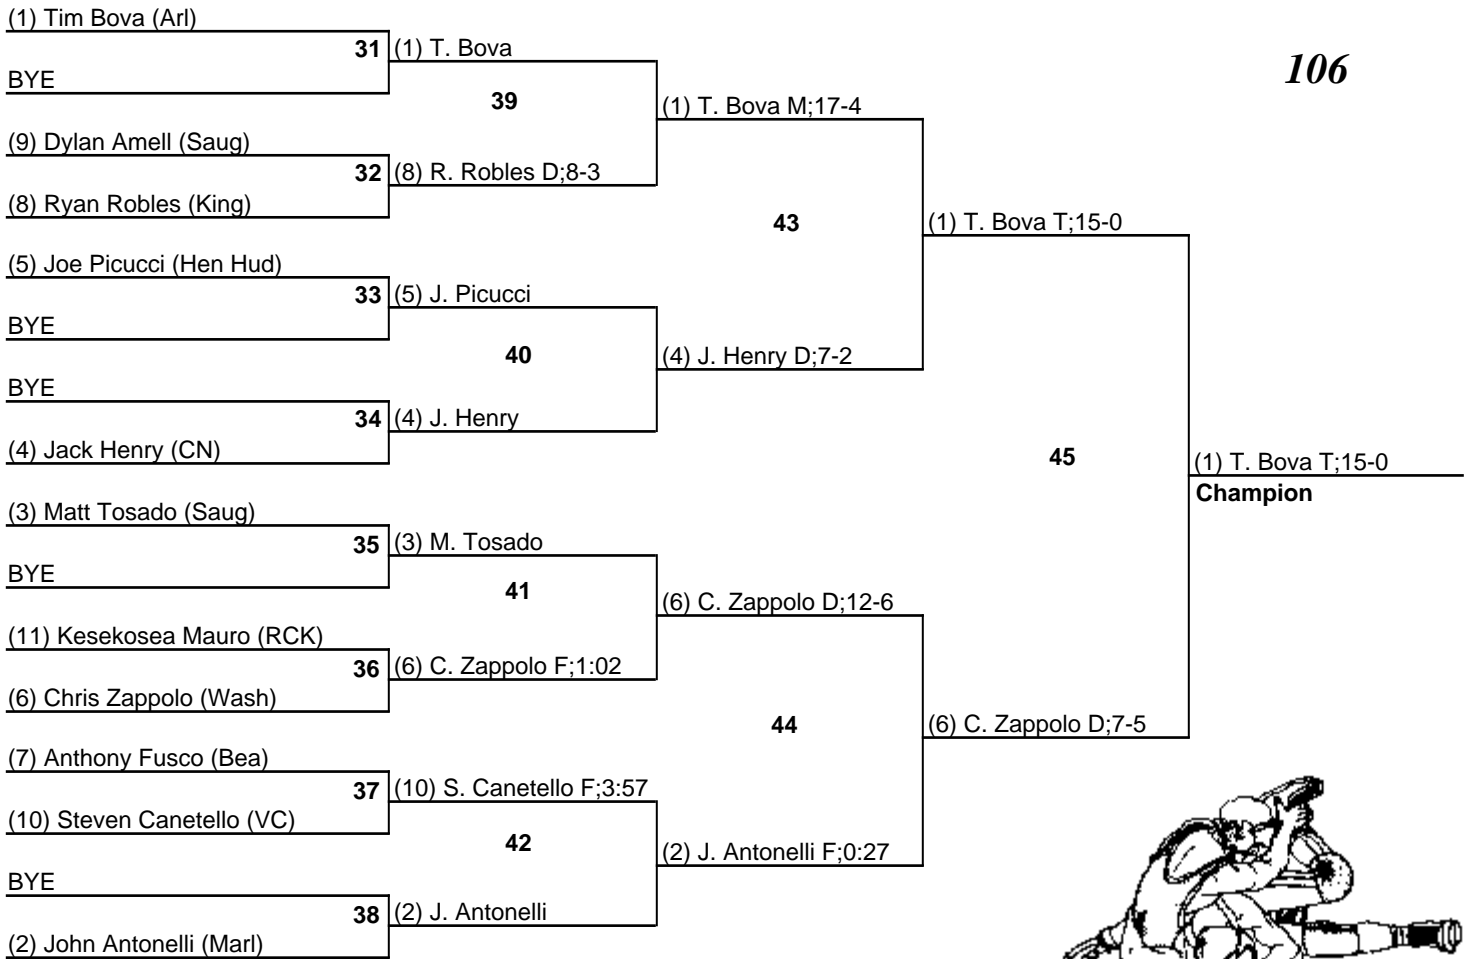 (1) Tim Bova (Arl)
31
(1) T. Bova
BYE
106
39
(1) T. Bova M;17-4
(9) Dylan Amell (Saug)
32
(8) R. Robles D;8-3
(8) Ryan Robles (King)
43
(1) T. Bova T;15-0
(5) Joe Picucci (Hen Hud)
33
(5) J. Picucci
BYE
40
(4) J. Henry D;7-2
BYE
34
(4) J. Henry
(4) Jack Henry (CN)
45
(1) T. Bova T;15-0
Champion
(3) Matt Tosado (Saug)
35
(3) M. Tosado
BYE
41
(6) C. Zappolo D;12-6
(11) Kesekosea Mauro (RCK)
36
(6) C. Zappolo F;1:02
(6) Chris Zappolo (Wash)
44
(6) C. Zappolo D;7-5
(7) Anthony Fusco (Bea)
37
(10) S. Canetello F;3:57
(10) Steven Canetello (VC)
42
(2) J. Antonelli F;0:27
BYE
38
(2) J. Antonelli
(2) John Antonelli (Marl)